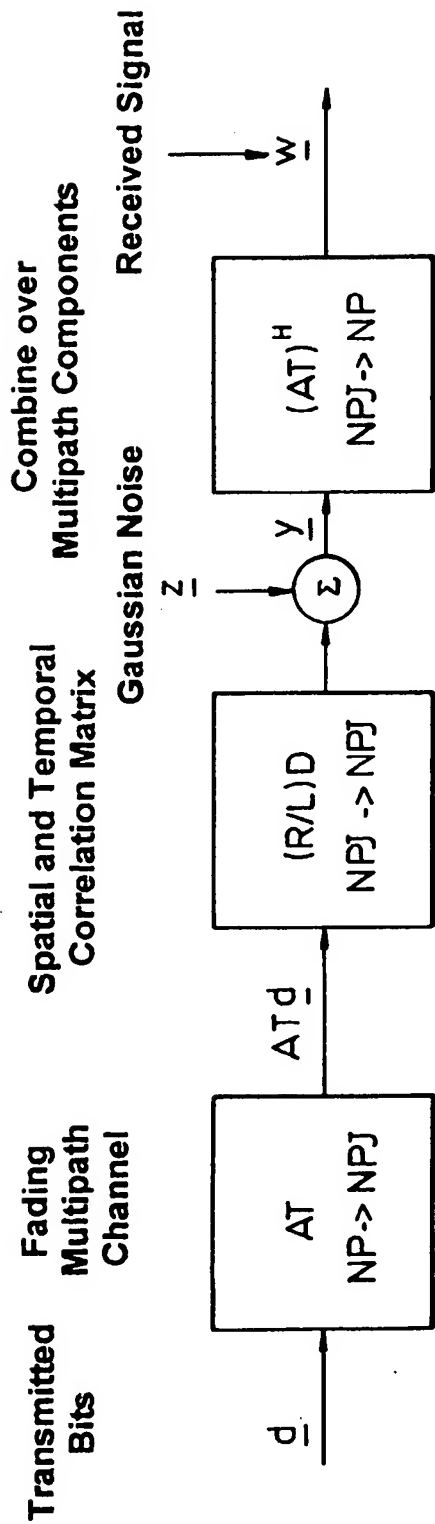 Transmitted
Bits
Fading
Multipath
Channel
Spatial and Temporal
Correlation Matrix
Gaussian Noise
Combine over
Multipath Components
Received Signal
d
AT
NP->NPJ
ATd
(R/L)D
NPJ->NPJ
z
Σ
y
(AT)^H
NPJ->NP
w